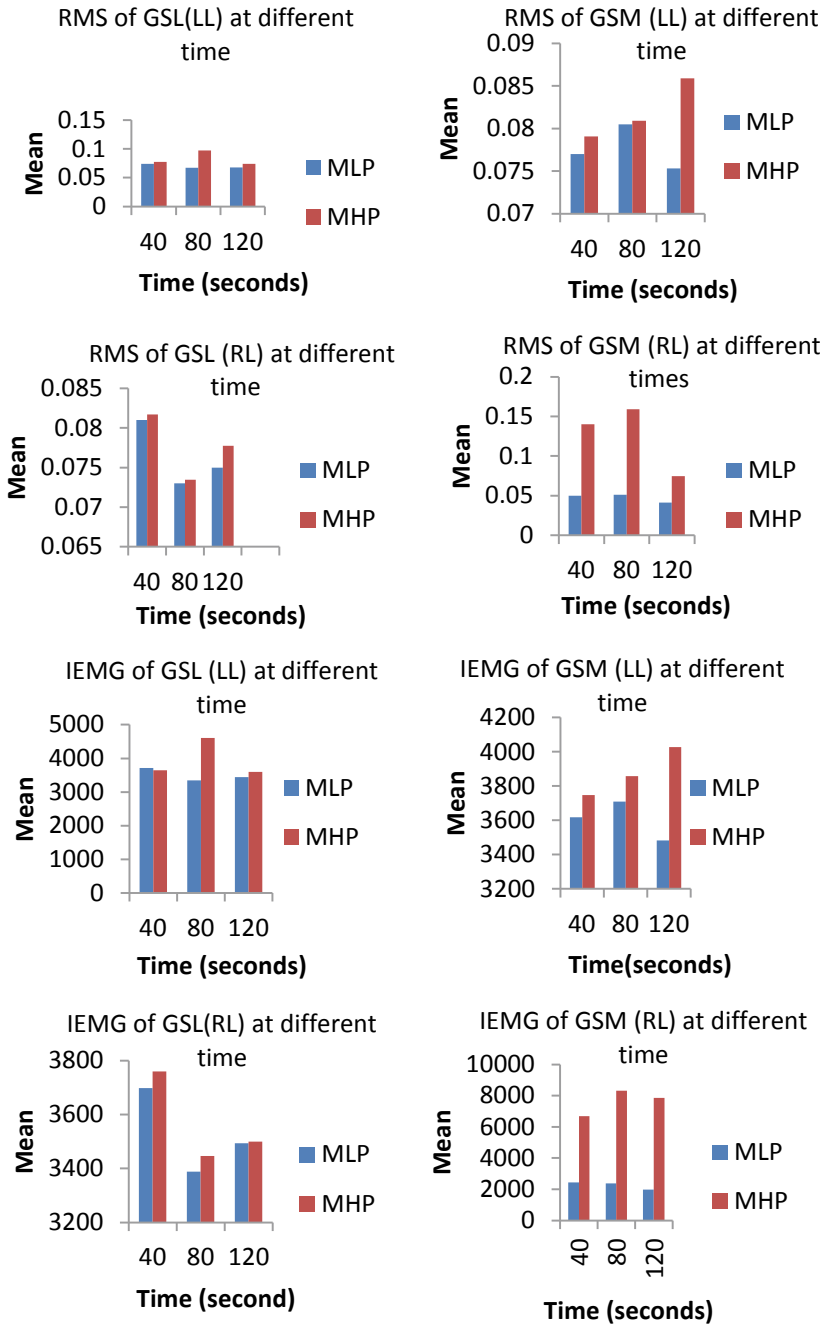 RMS of GSL(LL) at different
time
0.15
0.1
0.05
0
Mean
40 80 120
Time (seconds)
MLP
MHP
RMS of GSM (LL) at different
time
0.09
0.085
0.08
0.075
0.07
Mean
40 80 120
Time (seconds)
MLP
MHP
RMS of GSL (RL) at different
time
0.085
0.08
0.075
0.07
0.065
Mean
40 80 120
Time (seconds)
MLP
MHP
RMS of GSM (RL) at different
times
0.2
0.15
0.1
0.05
0
Mean
40 80 120
Time (seconds)
MLP
MHP
IEMG of GSL (LL) at different
time
5000
4000
3000
2000
1000
0
Mean
40 80 120
Time (seconds)
MLP
MHP
IEMG of GSM (LL) at different
time
4200
4000
3800
3600
3400
3200
Mean
40 80 120
Time(seconds)
MLP
MHP
IEMG of GSL(RL) at different
time
3800
3600
3400
3200
Mean
40 80 120
Time (second)
MLP
MHP
IEMG of GSM (RL) at different
time
10000
8000
6000
4000
2000
0
Mean
40 80 120
Time (seconds)
MLP
MHP